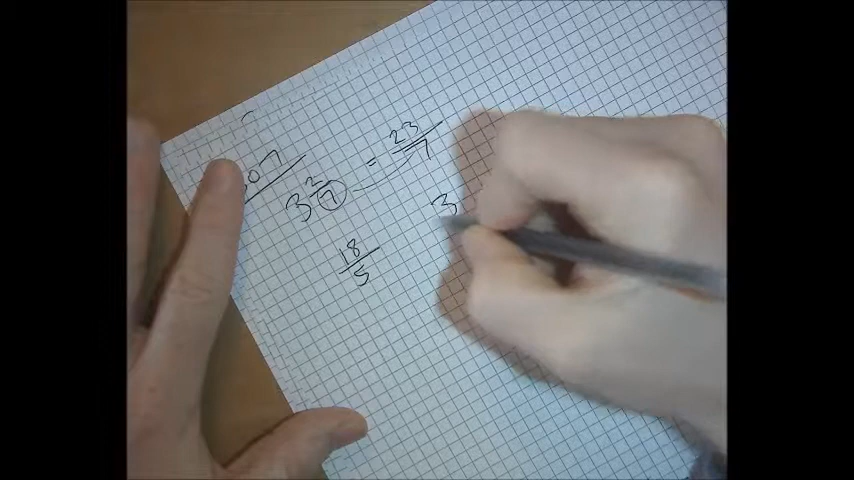 3 2/7 = 23/7
18/5
3